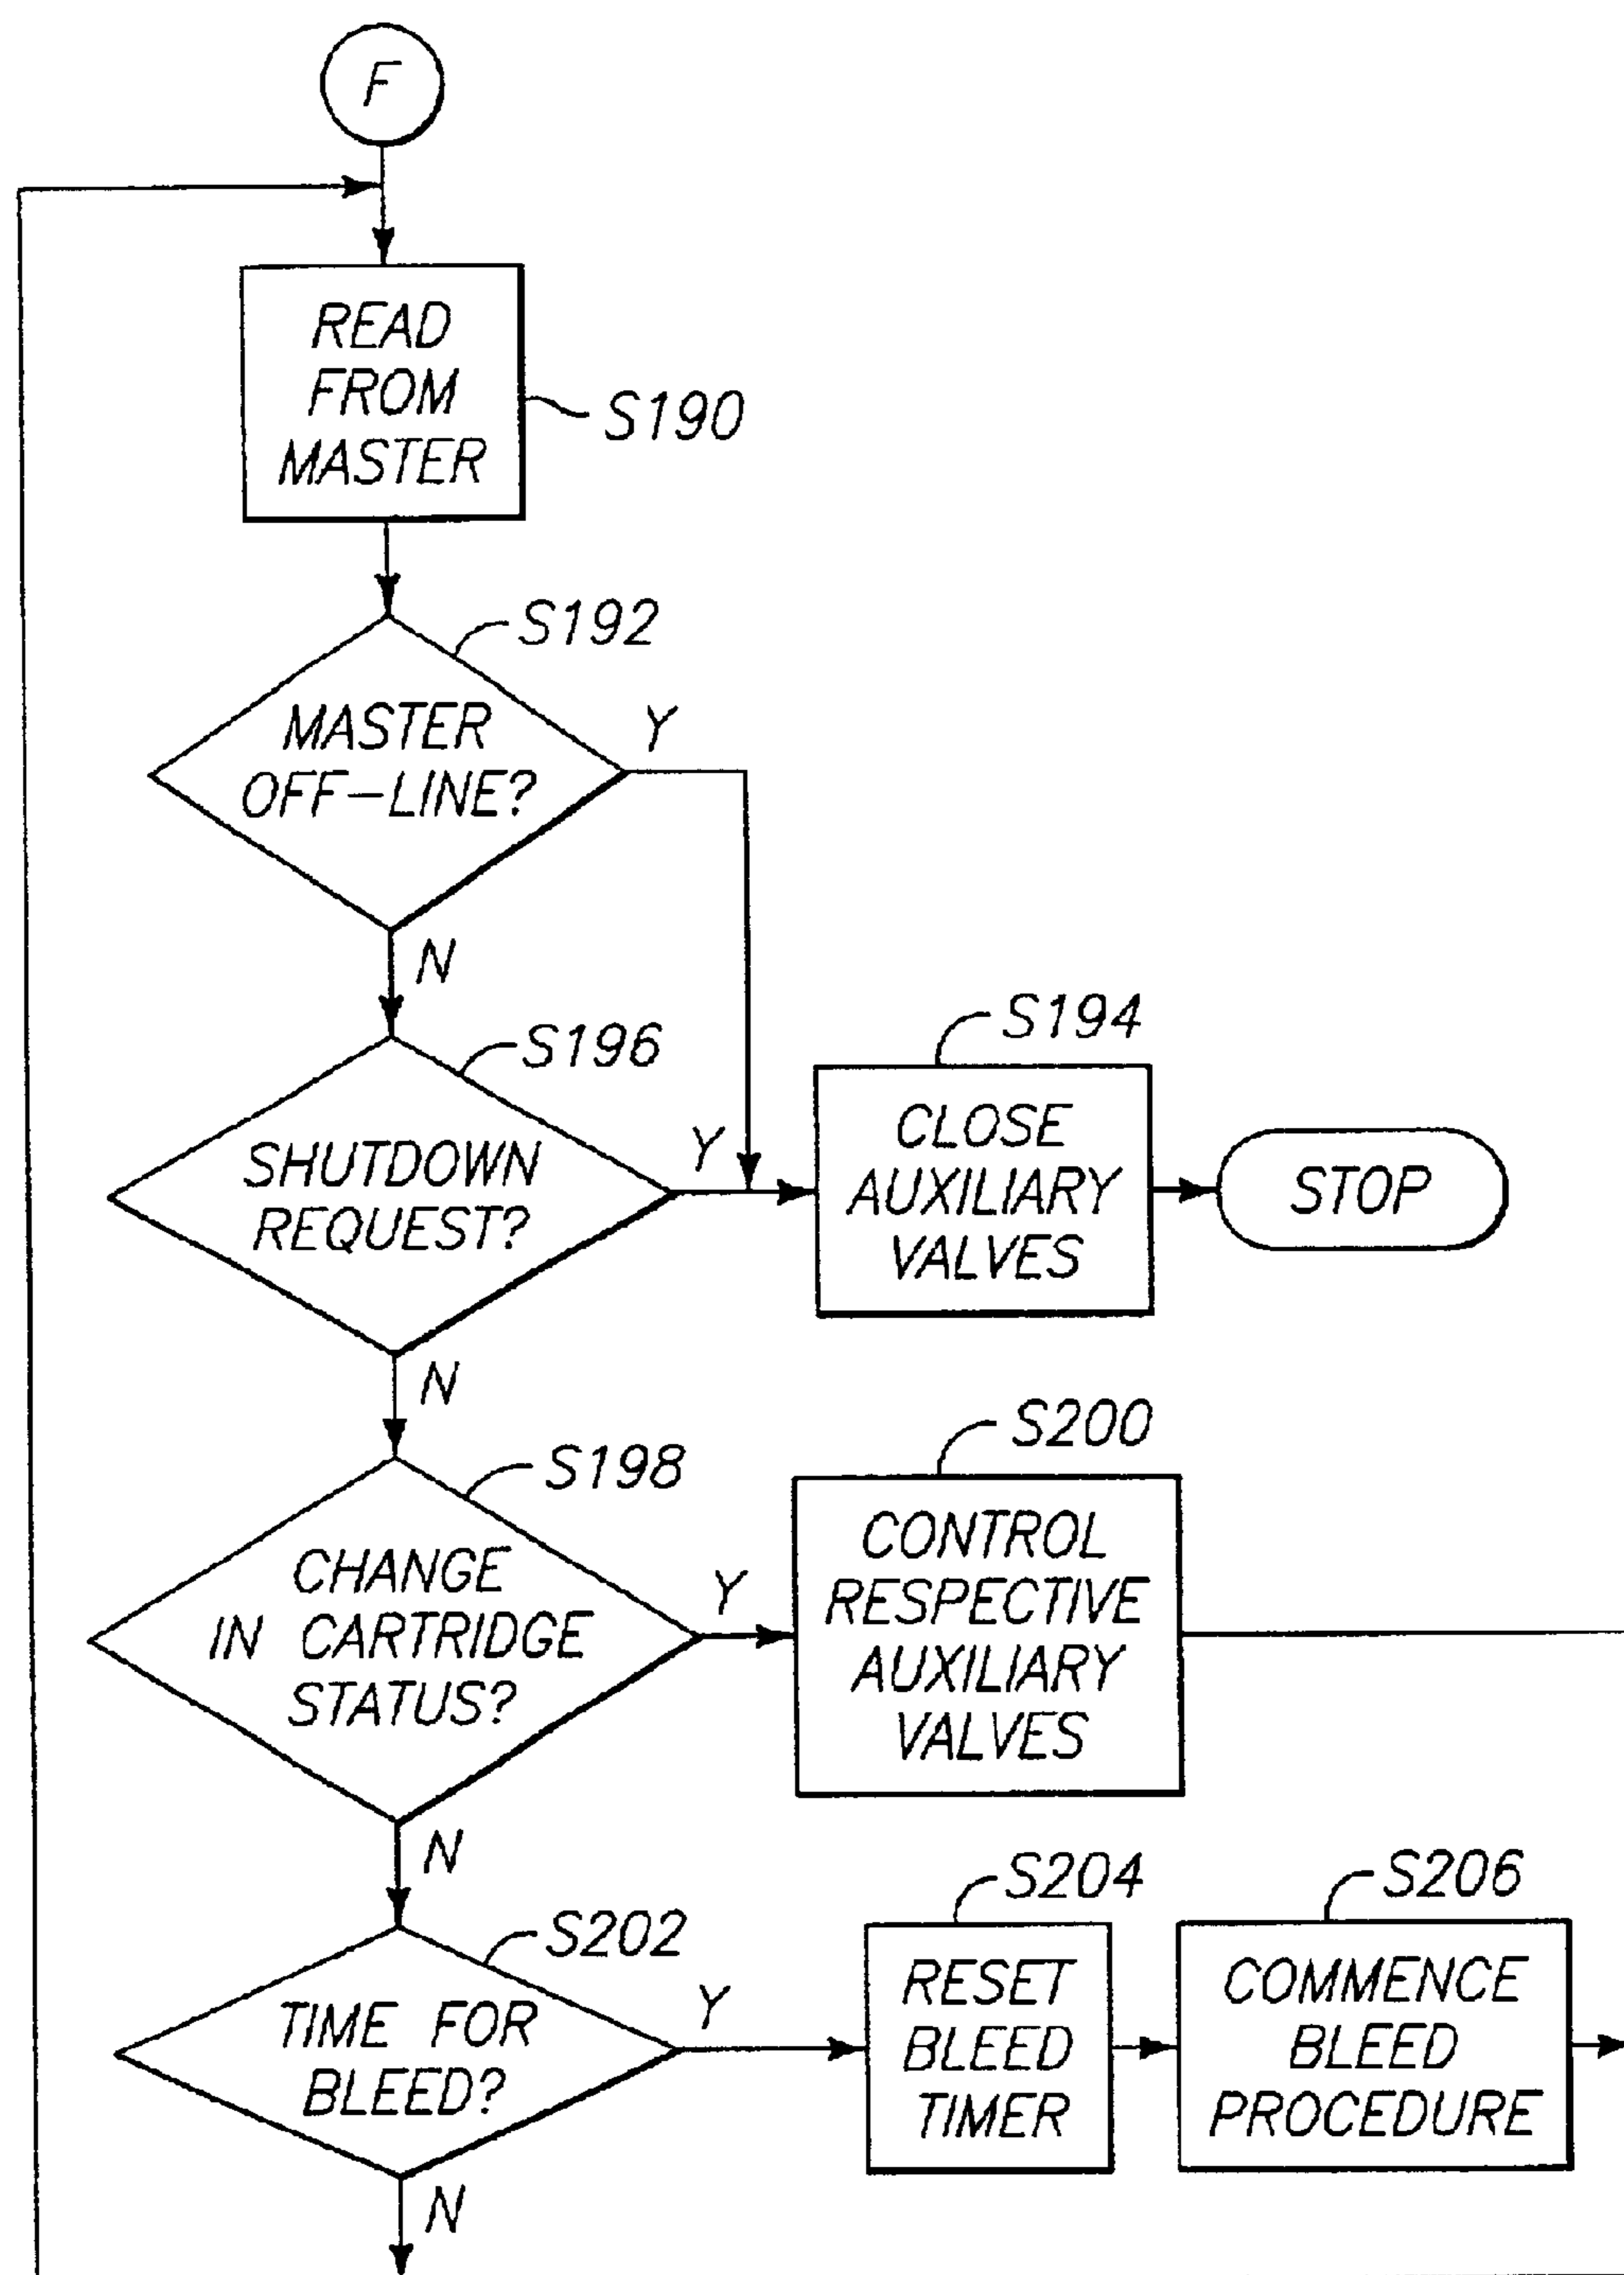 F
READ
FROM
MASTER
S190
S192
MASTER
OFF-LINE?
Y
N
S196
SHUTDOWN
REQUEST?
Y
S194
CLOSE
AUXILIARY
VALVES
STOP
N
S198
CHANGE
IN CARTRIDGE
STATUS?
Y
S200
CONTROL
RESPECTIVE
AUXILIARY
VALVES
N
S202
TIME FOR
BLEED?
Y
S204
RESET
BLEED
TIMER
S206
COMMENCE
BLEED
PROCEDURE
N